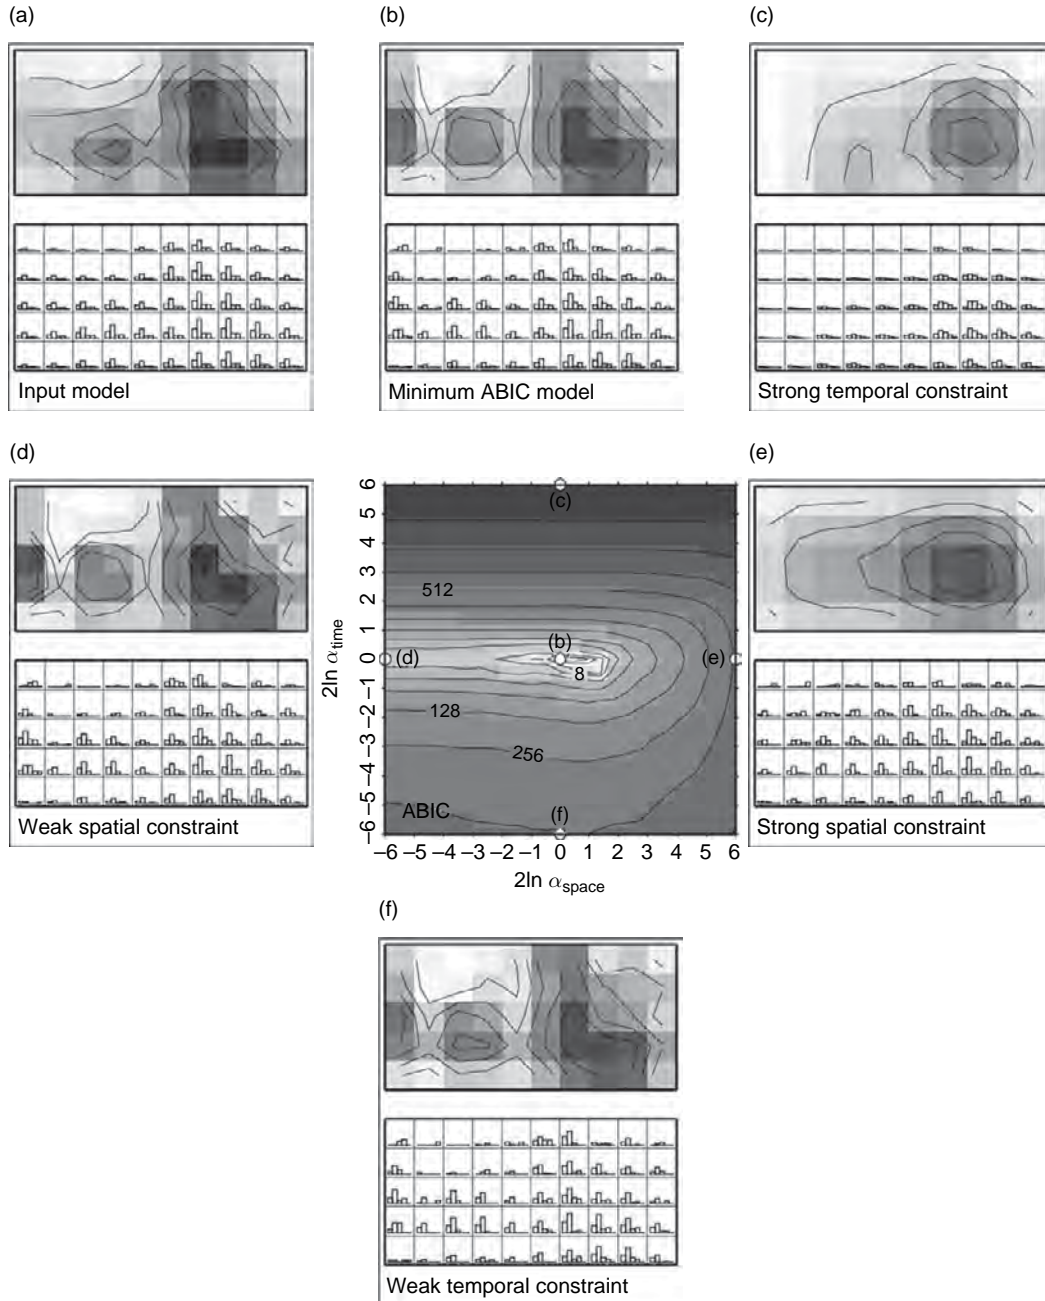 (a)
(b)
(c)
Input model
Minimum ABIC model
Strong temporal constraint
(d)
(e)
6
5
4
3
2
1
0
–1
–2
–3
–4
–5
–6
2ln αtime
(c)
512
(b)
(d)
(e)
8
128
256
(f)
ABIC
–6 –5 –4 –3 –2 –1 0 1 2 3 4 5 6
2ln αspace
Weak spatial constraint
Strong spatial constraint
(f)
Weak temporal constraint